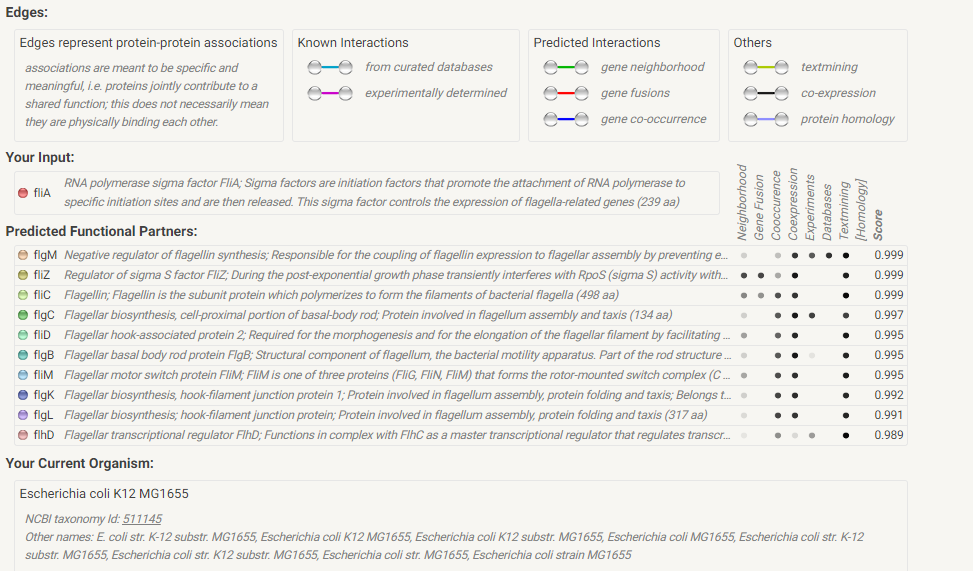 Edges:
Edges represent protein-protein associations
associations are meant to be specific and
meaningful, i.e. proteins jointly contribute to a
shared function; this does not necessarily mean
they are physically binding each other.
Known Interactions
from curated databases
experimentally determined
Predicted Interactions
gene neighborhood
gene fusions
gene co-occurrence
Others
textmining
co-expression
protein homology
Your Input:
fliA RNA polymerase sigma factor FliA; Sigma factors are initiation factors that promote the attachment of RNA polymerase to
specific initiation sites and are then released. This sigma factor controls the expression of flagella-related genes (239 aa)
Neighborhood
Gene Fusion
Cooccurence
Coexpression
Experiments
Databases
Textmining
[Homology]
Score
Predicted Functional Partners:
flgM Negative regulator of flagellin synthesis; Responsible for the coupling of flagellin expression to flagellar assembly by preventing e... 0.999
fliZ Regulator of sigma S factor FliZ; During the post-exponential growth phase transiently interferes with RpoS (sigma S) activity with... 0.999
fliC Flagellin; Flagellin is the subunit protein which polymerizes to form the filaments of bacterial flagella (498 aa) 0.999
flgC Flagellar biosynthesis, cell-proximal portion of basal-body rod; Protein involved in flagellum assembly and taxis (134 aa) 0.997
fliD Flagellar hook-associated protein 2; Required for the morphogenesis and for the elongation of the flagellar filament by facilitating ... 0.995
flgB Flagellar basal body rod protein FlgB; Structural component of flagellum, the bacterial motility apparatus. Part of the rod structure ... 0.995
fliM Flagellar motor switch protein FliM; FliM is one of three proteins (FliG, FliN, FliM) that forms the rotor-mounted switch complex (C ... 0.995
flgK Flagellar biosynthesis, hook-filament junction protein 1; Protein involved in flagellum assembly, protein folding and taxis; Belongs t... 0.992
flgL Flagellar biosynthesis; hook-filament junction protein; Protein involved in flagellum assembly, protein folding and taxis (317 aa) 0.991
flhD Flagellar transcriptional regulator FlhD; Functions in complex with FlhC as a master transcriptional regulator that regulates transcr... 0.989
Your Current Organism:
Escherichia coli K12 MG1655
NCBI taxonomy Id: 511145
Other names: E. coli str. K-12 substr. MG1655, Escherichia coli K12 MG1655, Escherichia coli K12 substr. MG1655, Escherichia coli MG1655, Escherichia coli str. K-12
substr. MG1655, Escherichia coli str. K12 substr. MG1655, Escherichia coli str. MG1655, Escherichia coli strain MG1655